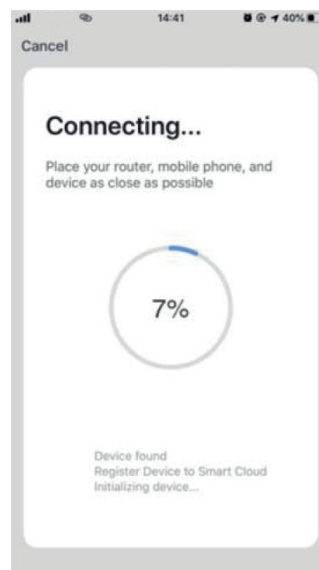 14:41
40%
Cancel
Connecting...
Place your router, mobile phone, and
device as close as possible
7%
Device found
Register Device to Smart Cloud
Initializing device...